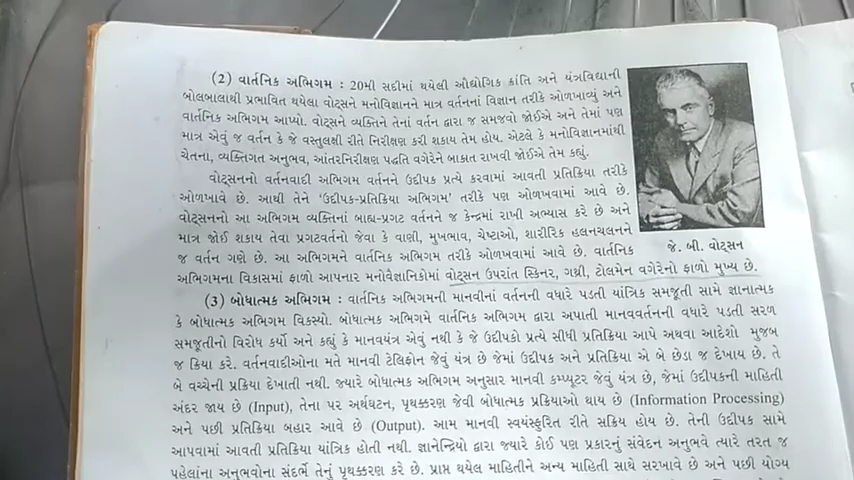 (2) વાર્તનિક અભિગમ : 20મી સદીમાં થયેલી ઔદ્યોગિક ક્રાંતિ અને યંત્રવિદ્યાની
બોલબાલાથી પ્રભાવિત થયેલા વોટ્સને મનોવિજ્ઞાનને માત્ર વર્તનનાં વિજ્ઞાન તરીકે ઓળખાવ્યું અને
વાર્તનિક અભિગમ આપ્યો. વોટ્સને વ્યક્તિને તેનાં વર્તન દ્વારા જ સમજવો જોઈએ અને તેમાં પણ
માત્ર એવું જ વર્તન કે જે વસ્તુલક્ષી રીતે નિરીક્ષણ કરી શકાય તેમ હોય. એટલે કે મનોવિજ્ઞાનમાંથી
ચેતના, વ્યક્તિગત અનુભવ, આંતરનિરીક્ષણ પદ્ધતિ વગેરેને બાકાત રાખવી જોઈએ તેમ કહ્યું.
વોટ્સનનો વર્તનવાદી અભિગમ વર્તનને ઉદ્દીપક પ્રત્યે કરવામાં આવતી પ્રતિક્રિયા તરીકે
ઓળખાવે છે. આથી તેને ‘ઉદ્દીપક-પ્રતિક્રિયા અભિગમ’ તરીકે પણ ઓળખવામાં આવે છે.
વોટ્સનનો આ અભિગમ વ્યક્તિનાં બાહ્ય-પ્રગટ વર્તનને જ કેન્દ્રમાં રાખી અભ્યાસ કરે છે અને
માત્ર જોઈ શકાય તેવા પ્રગટવર્તનો જેવા કે વાણી, મુખભાવ, ચેષ્ટાઓ, શારીરિક હલનચલનને
જ વર્તન ગણે છે. આ અભિગમને વાર્તનિક અભિગમ તરીકે ઓળખવામાં આવે છે. વાર્તનિક
જે. બી. વોટ્સન
અભિગમના વિકાસમાં ફાળો આપનાર મનોવૈજ્ઞાનિકોમાં વોટ્સન ઉપરાંત સ્કિનર, ગથ્રી, ટોલમેન વગેરેનો ફાળો મુખ્ય છે.
(3) બોધાત્મક અભિગમ : વાર્તનિક અભિગમની માનવીનાં વર્તનની વધારે પડતી યાંત્રિક સમજૂતી સામે જ્ઞાનાત્મક
કે બોધાત્મક અભિગમ વિકસ્યો. બોધાત્મક અભિગમે વાર્તનિક અભિગમ દ્વારા અપાતી માનવવર્તનની વધારે પડતી સરળ
સમજૂતીનો વિરોધ કર્યો અને કહ્યું કે માનવયંત્ર એવું નથી કે જે ઉદ્દીપકો પ્રત્યે સીધી પ્રતિક્રિયા આપે અથવા આદેશો મુજબ
જ ક્રિયા કરે. વર્તનવાદીઓના મતે માનવી ટેલિફોન જેવું યંત્ર છે જેમાં ઉદ્દીપક અને પ્રતિક્રિયા એ બે છેડા જ દેખાય છે. તે
બે વચ્ચેની પ્રક્રિયા દેખાતી નથી. જ્યારે બોધાત્મક અભિગમ અનુસાર માનવી કમ્પ્યૂટર જેવું યંત્ર છે, જેમાં ઉદ્દીપકની માહિતી
અંદર જાય છે (Input), તેના પર અર્થઘટન, પૃથક્કરણ જેવી બોધાત્મક પ્રક્રિયાઓ થાય છે (Information Processing)
અને પછી પ્રતિક્રિયા બહાર આવે છે (Output). આમ માનવી સ્વયંસ્ફુરિત રીતે સક્રિય હોય છે. તેની ઉદ્દીપક સામે
આપવામાં આવતી પ્રતિક્રિયા યાંત્રિક હોતી નથી. જ્ઞાનેન્દ્રિયો દ્વારા જ્યારે કોઈ પણ પ્રકારનું સંવેદન અનુભવે ત્યારે તરત જ
પહેલાંના અનુભવોના સંદર્ભે તેનું પૃથક્કરણ કરે છે. પ્રાપ્ત થયેલ માહિતીને અન્ય માહિતી સાથે સરખાવે છે અને પછી યોગ્ય